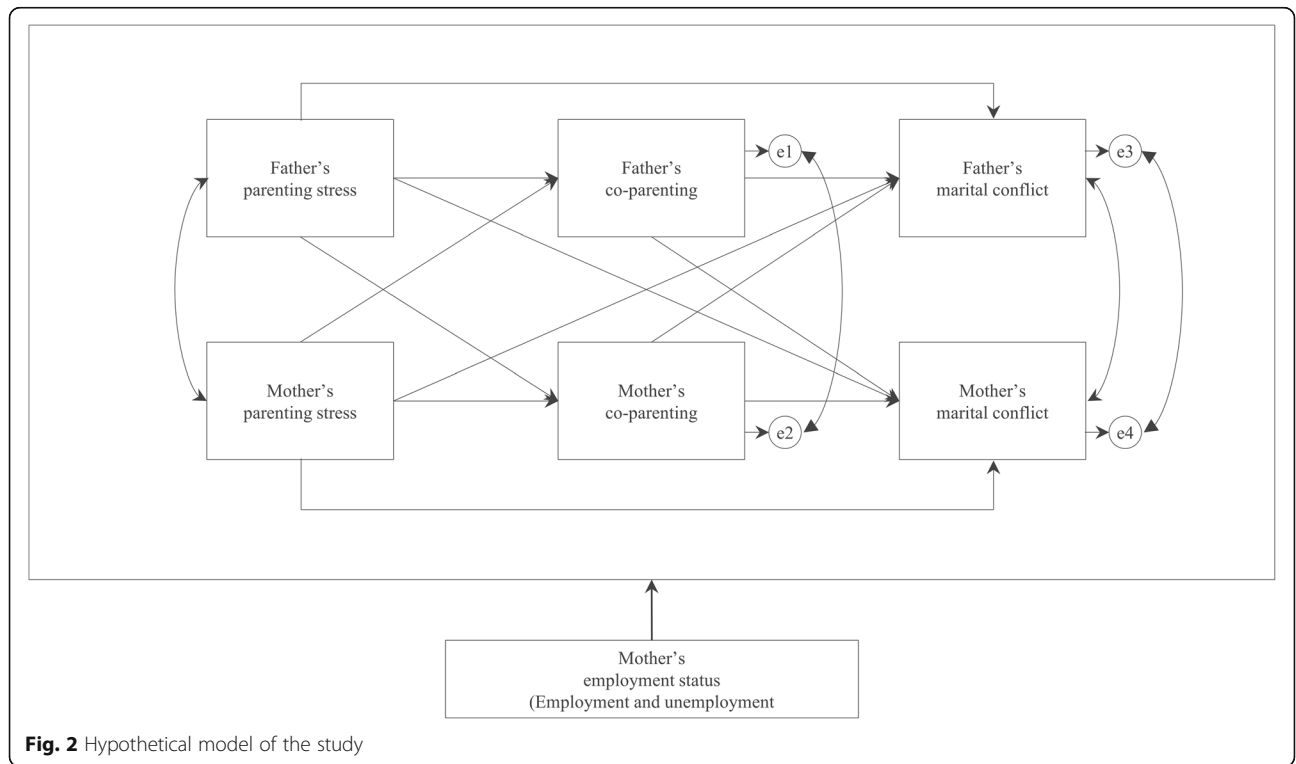 Father's
parenting stress
Father's
co-parenting
e1
Father's
marital conflict
e3
Mother's
parenting stress
Mother's
co-parenting
e2
Mother's
marital conflict
e4
Mother's
employment status
(Employment and unemployment
Fig. 2 Hypothetical model of the study